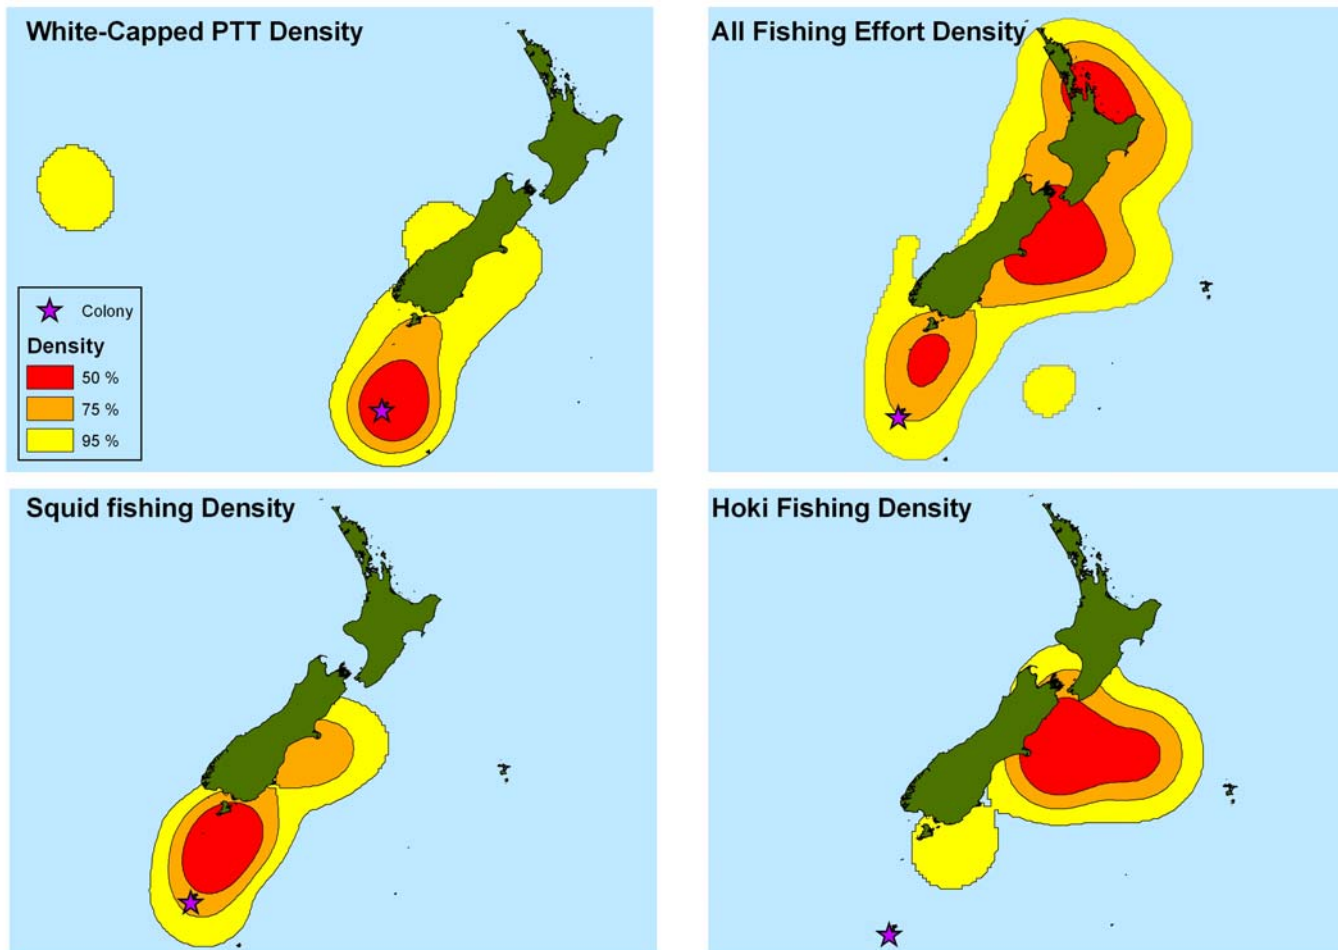 White-Capped PTT Density
All Fishing Effort Density
Colony
Density
50 %
75 %
95 %
Squid fishing Density
Hoki Fishing Density